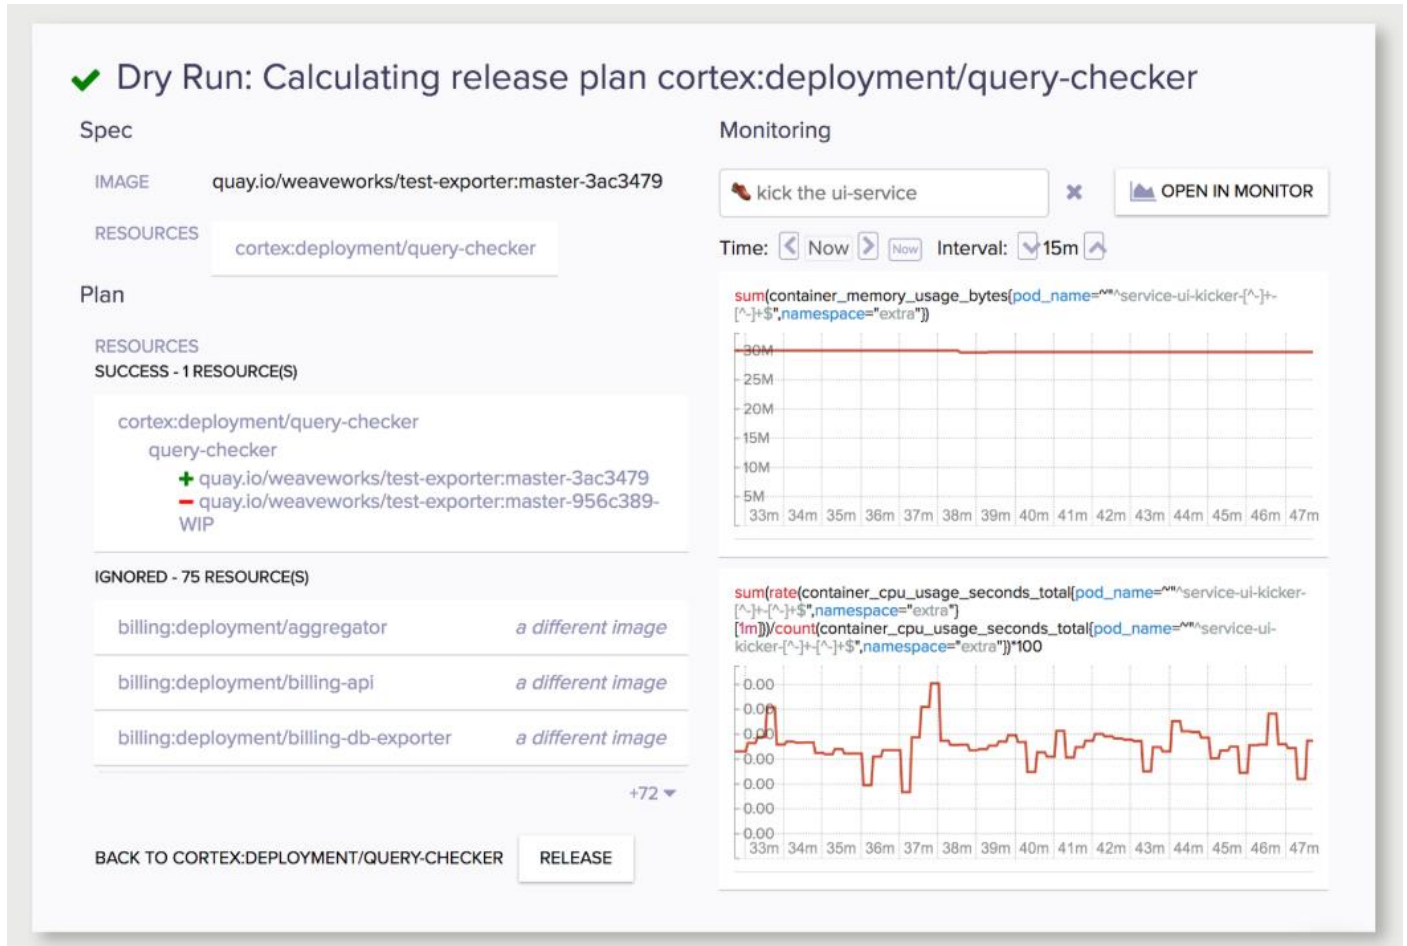 Dry Run: Calculating release plan cortex:deployment/query-checker
Spec
IMAGE quay.io/weaveworks/test-exporter:master-3ac3479
RESOURCES cortex:deployment/query-checker
Plan
RESOURCES
SUCCESS - 1 RESOURCE(S)
cortex:deployment/query-checker
query-checker
+ quay.io/weaveworks/test-exporter:master-3ac3479
- quay.io/weaveworks/test-exporter:master-956c389-
WIP
IGNORED - 75 RESOURCE(S)
billing:deployment/aggregator a different image
billing:deployment/billing-api a different image
billing:deployment/billing-db-exporter a different image
+72
BACK TO CORTEX:DEPLOYMENT/QUERY-CHECKER RELEASE
Monitoring
kick the ui-service OPEN IN MONITOR
Time: Now Now Interval: 15m
sum(container_memory_usage_bytes{pod_name=~"^service-ui-kicker-[^-]+-
[^-]+$",namespace="extra"})
30M
25M
20M
15M
10M
5M
33m 34m 35m 36m 37m 38m 39m 40m 41m 42m 43m 44m 45m 46m 47m
sum(rate(container_cpu_usage_seconds_total{pod_name=~"^service-ui-kicker-
[^-]+-[^-]+$",namespace="extra"}
[1m]))/count(container_cpu_usage_seconds_total{pod_name=~"^service-ui-
kicker-[^-]+-[^-]+$",namespace="extra"})*100
0.00
0.00
0.00
0.00
0.00
0.00
0.00
33m 34m 35m 36m 37m 38m 39m 40m 41m 42m 43m 44m 45m 46m 47m